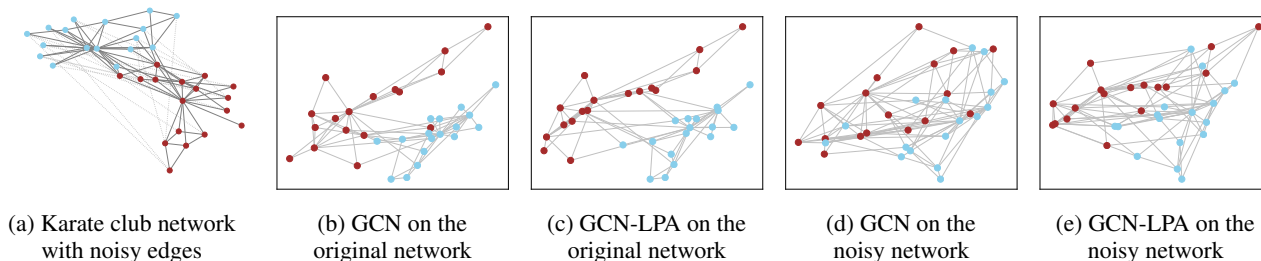 (a) Karate club network
with noisy edges
(b) GCN on the
original network
(c) GCN-LPA on the
original network
(d) GCN on the
noisy network
(e) GCN-LPA on the
noisy network